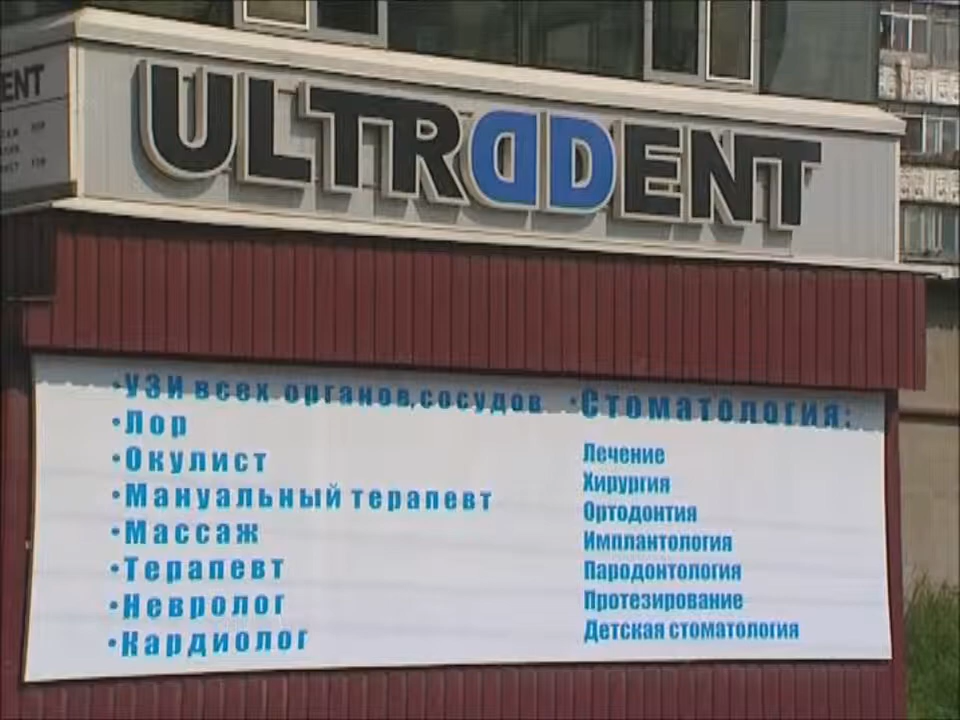 ULTRADENT
ENT
•УЗИ всех органов,сосудов
•Лор
•Окулист
•Мануальный терапевт
•Массаж
•Терапевт
•Невролог
•Кардиолог
•Стоматология:
Лечение
Хирургия
Ортодонтия
Имплантология
Пародонтология
Протезирование
Детская стоматология